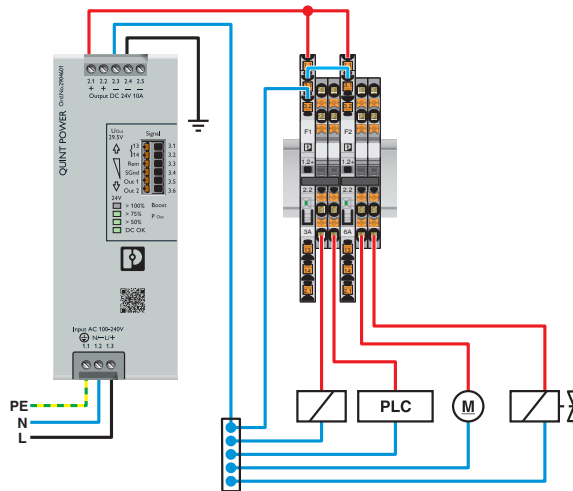 2.1 2.2 2.3 2.4 2.5
+ + – – –
Output DC 24V 10A
QUINT POWER
Ord.No.2904601
UOut
29.5V
Signal
13 3.1
14 3.2
Rem 3.3
SGnd 3.4
Out 1 3.5
Out 2 3.6
24V
> 100% Boost
> 75%
> 50% POut
DC OK
Input AC 100-240V
N/– L/+
1.1 1.2 1.3
PE
N
L
F1 F2
1.2+ 1.2+
2.2 2.2
3A 6A
PLC
M